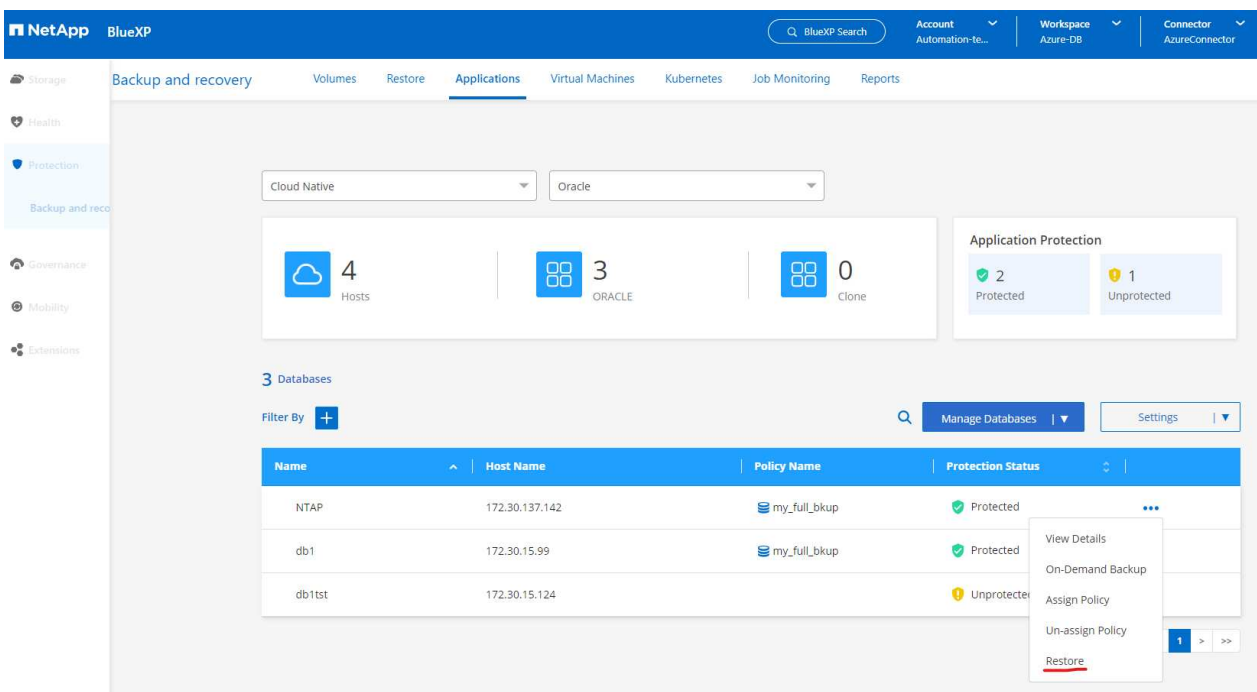 NetApp BlueXP
BlueXP Search
Account
Automation-te...
Workspace
Azure-DB
Connector
AzureConnector
Storage
Health
Protection
Backup and reco
Governance
Mobility
Extensions
Backup and recovery
Volumes Restore Applications Virtual Machines Kubernetes Job Monitoring Reports
Cloud Native
Oracle
4
Hosts
3
ORACLE
0
Clone
Application Protection
2
Protected
1
Unprotected
3 Databases
Filter By +
Manage Databases
Settings
Name Host Name Policy Name Protection Status
NTAP 172.30.137.142 my_full_bkup Protected
db1 172.30.15.99 my_full_bkup Protected
db1tst 172.30.15.124 Unprotected
View Details
On-Demand Backup
Assign Policy
Un-assign Policy
Restore
1 > >>